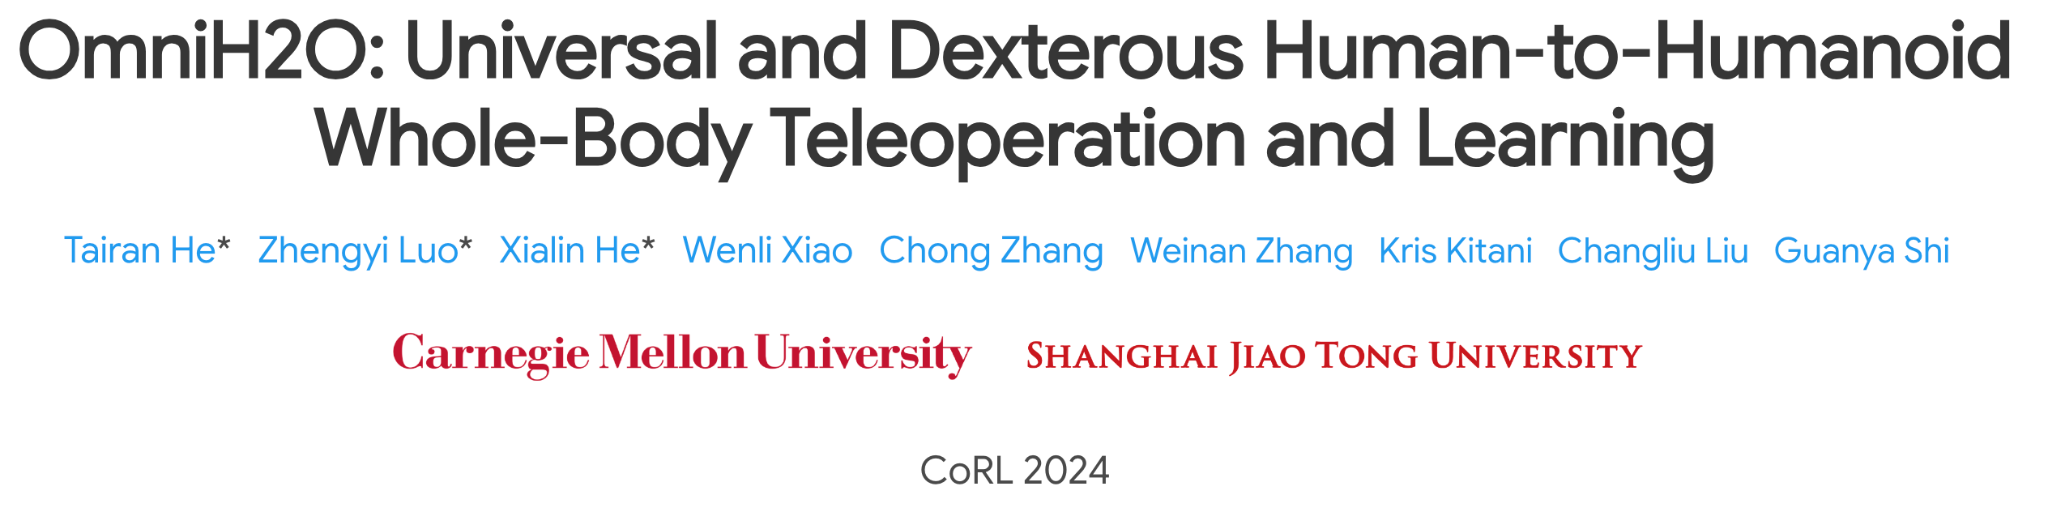 OmniH2O: Universal and Dexterous Human-to-Humanoid
Whole-Body Teleoperation and Learning
Tairan He* Zhengyi Luo* Xialin He* Wenli Xiao Chong Zhang Weinan Zhang Kris Kitani Changliu Liu Guanya Shi
Carnegie Mellon University SHANGHAI JIAO TONG UNIVERSITY
CoRL 2024